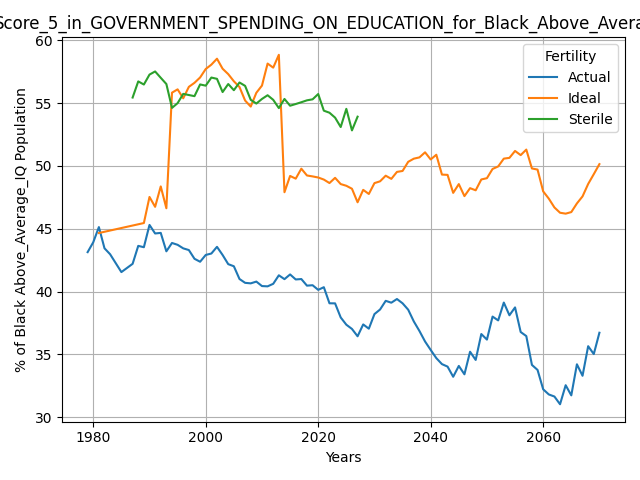 Score_5_in_GOVERNMENT_SPENDING_ON_EDUCATION_for_Black_Above_Avera
Fertility
Actual
Ideal
Sterile
% of Black Above_Average_IQ Population
60
55
50
45
40
35
30
1980
2000
2020
2040
2060
Years